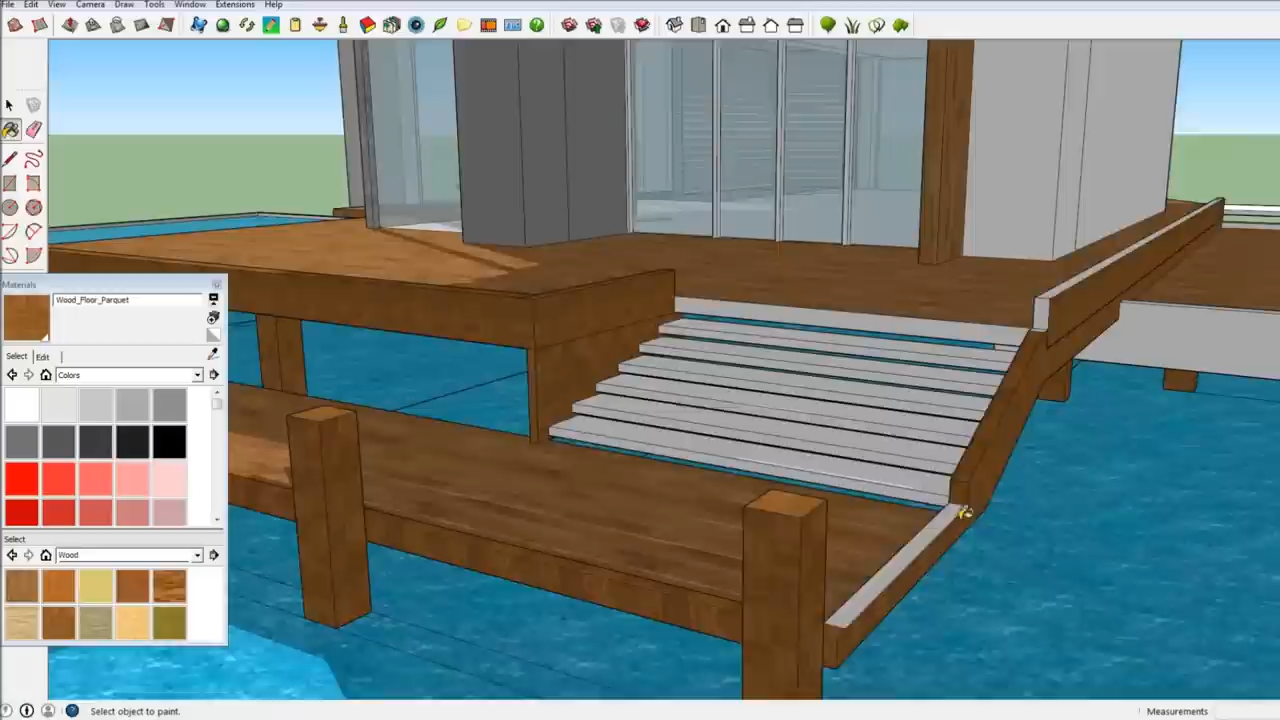 File Edit View Camera Draw Tools Window Extensions Help
Materials
Wood_Floor_Parquet
Select Edit
Colors
Select
Wood
Select object to paint.
Measurements